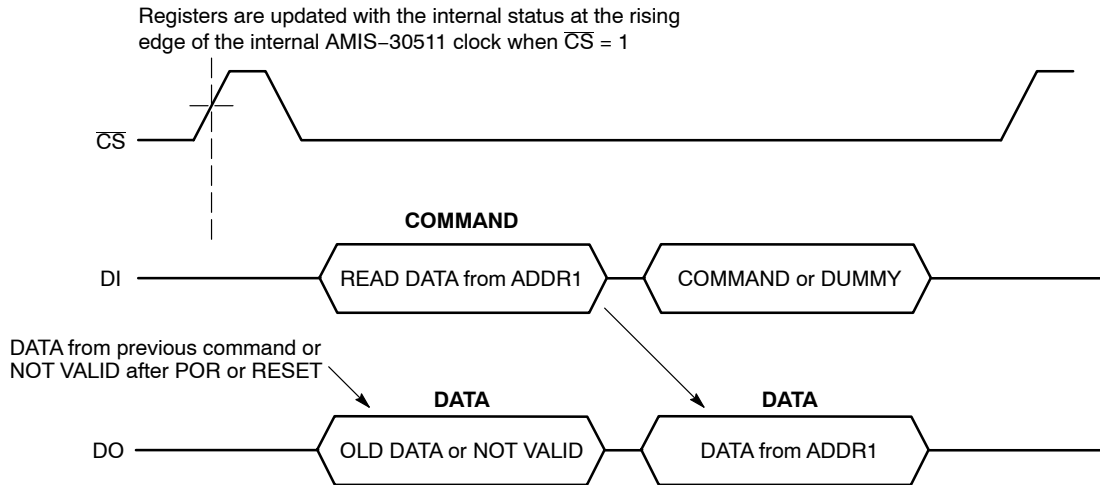 Registers are updated with the internal status at the rising
edge of the internal AMIS−30511 clock when C̅S̅ = 1
C̅S̅
COMMAND
DI
READ DATA from ADDR1
COMMAND or DUMMY
DATA from previous command or
NOT VALID after POR or RESET
DATA
DATA
DO
OLD DATA or NOT VALID
DATA from ADDR1